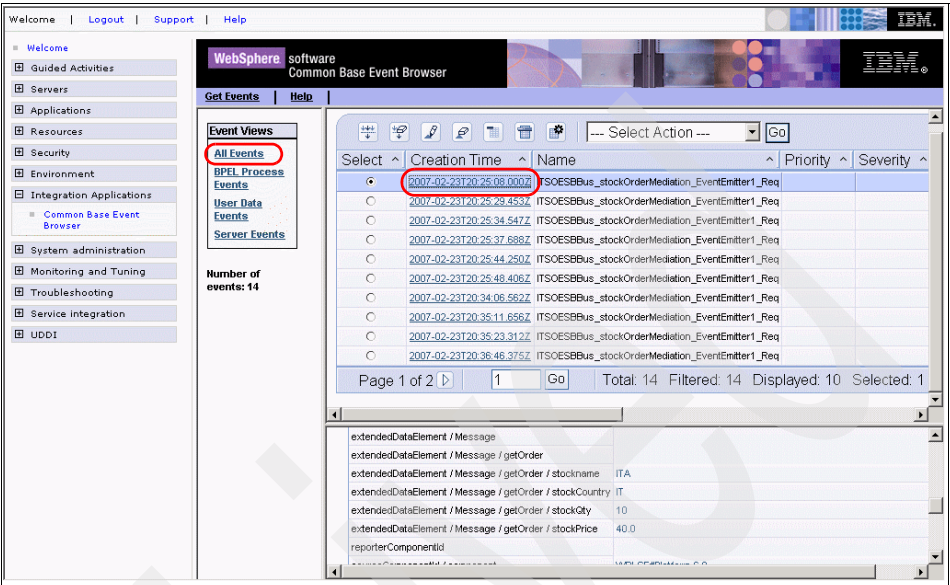 Welcome | Logout | Support | Help
IBM.
Welcome
Guided Activities
Servers
Applications
Resources
Security
Environment
Integration Applications
Common Base Event
Browser
System administration
Monitoring and Tuning
Troubleshooting
Service integration
UDDI
WebSphere. software
Common Base Event Browser
IBM.
Get Events | Help |
Event Views
All Events
BPEL Process
Events
User Data
Events
Server Events
Number of
events: 14
--- Select Action --- Go
Select Creation Time Name Priority Severity
2007-02-23T20:25:08.000Z ITSOESBBus_stockOrderMediation_EventEmitter1_Req
2007-02-23T20:25:29.453Z ITSOESBBus_stockOrderMediation_EventEmitter1_Req
2007-02-23T20:25:34.547Z ITSOESBBus_stockOrderMediation_EventEmitter1_Req
2007-02-23T20:25:37.688Z ITSOESBBus_stockOrderMediation_EventEmitter1_Req
2007-02-23T20:25:44.250Z ITSOESBBus_stockOrderMediation_EventEmitter1_Req
2007-02-23T20:25:48.406Z ITSOESBBus_stockOrderMediation_EventEmitter1_Req
2007-02-23T20:34:06.562Z ITSOESBBus_stockOrderMediation_EventEmitter1_Req
2007-02-23T20:35:11.656Z ITSOESBBus_stockOrderMediation_EventEmitter1_Req
2007-02-23T20:35:23.312Z ITSOESBBus_stockOrderMediation_EventEmitter1_Req
2007-02-23T20:36:46.375Z ITSOESBBus_stockOrderMediation_EventEmitter1_Req
Page 1 of 2 1 Go Total: 14 Filtered: 14 Displayed: 10 Selected: 1
extendedDataElement / Message
extendedDataElement / Message / getOrder
extendedDataElement / Message / getOrder / stockname ITA
extendedDataElement / Message / getOrder / stockCountry IT
extendedDataElement / Message / getOrder / stockQty 10
extendedDataElement / Message / getOrder / stockPrice 40.0
reporterComponentId